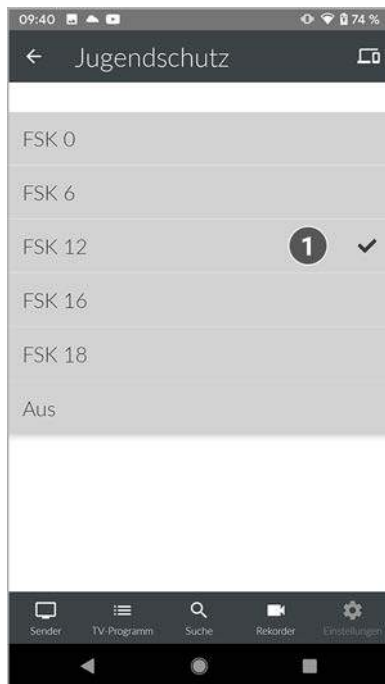 09:40 74 %
Jugendschutz
FSK 0
FSK 6
FSK 12 1
FSK 16
FSK 18
Aus
Sender TV-Programm Suche Rekorder Einstellungen